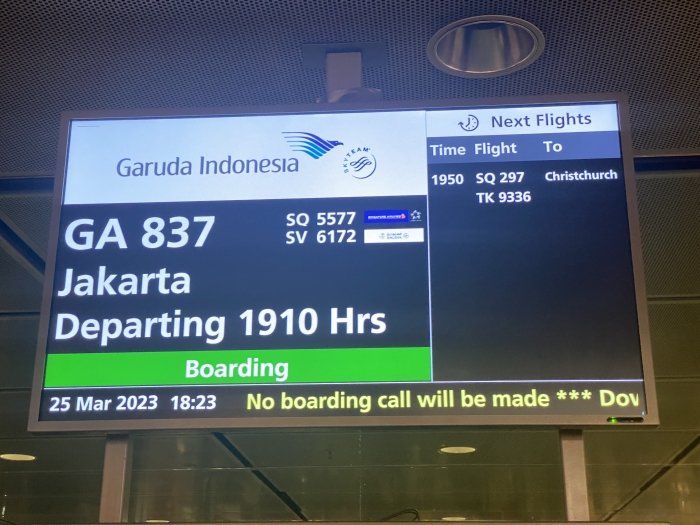 Garuda Indonesia
SKYTEAM
GA 837
SQ 5577
SV 6172
Jakarta
Departing 1910 Hrs
Boarding
Next Flights
Time Flight To
1950 SQ 297 Christchurch
TK 9336
25 Mar 2023 18:23 No boarding call will be made *** Dow